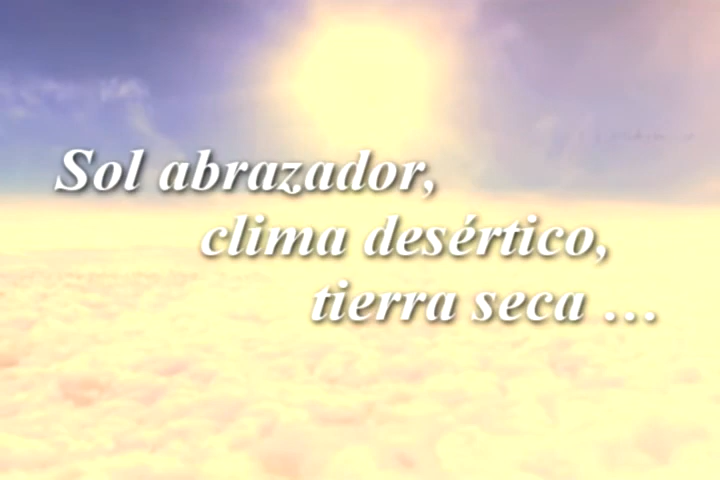 Sol abrazador,
clima desértico,
tierra seca ...